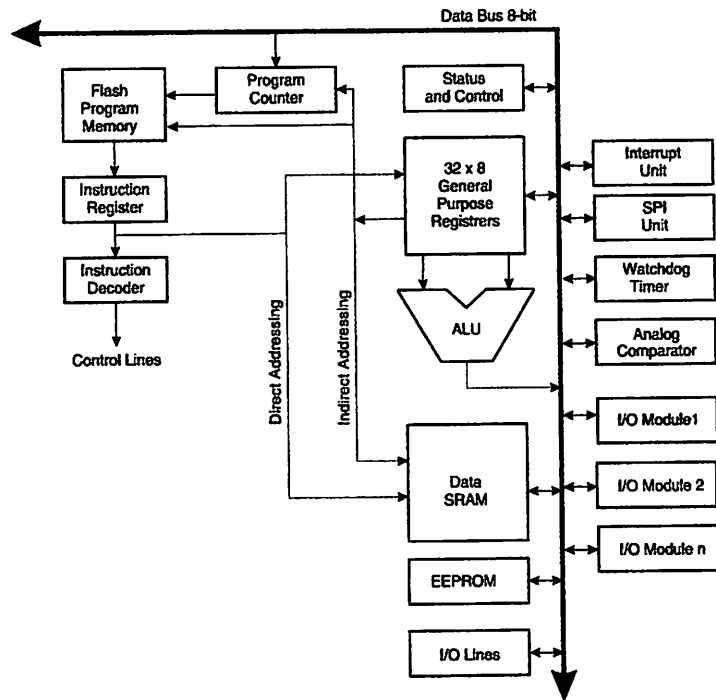 Data Bus 8-bit
Flash
Program
Memory
Program
Counter
Status
and Control
32 x 8
General
Purpose
Registrers
Interrupt
Unit
Instruction
Register
SPI
Unit
Instruction
Decoder
Watchdog
Timer
ALU
Analog
Comparator
Control Lines
Direct Addressing
Indirect Addressing
I/O Module1
Data
SRAM
I/O Module 2
I/O Module n
EEPROM
I/O Lines